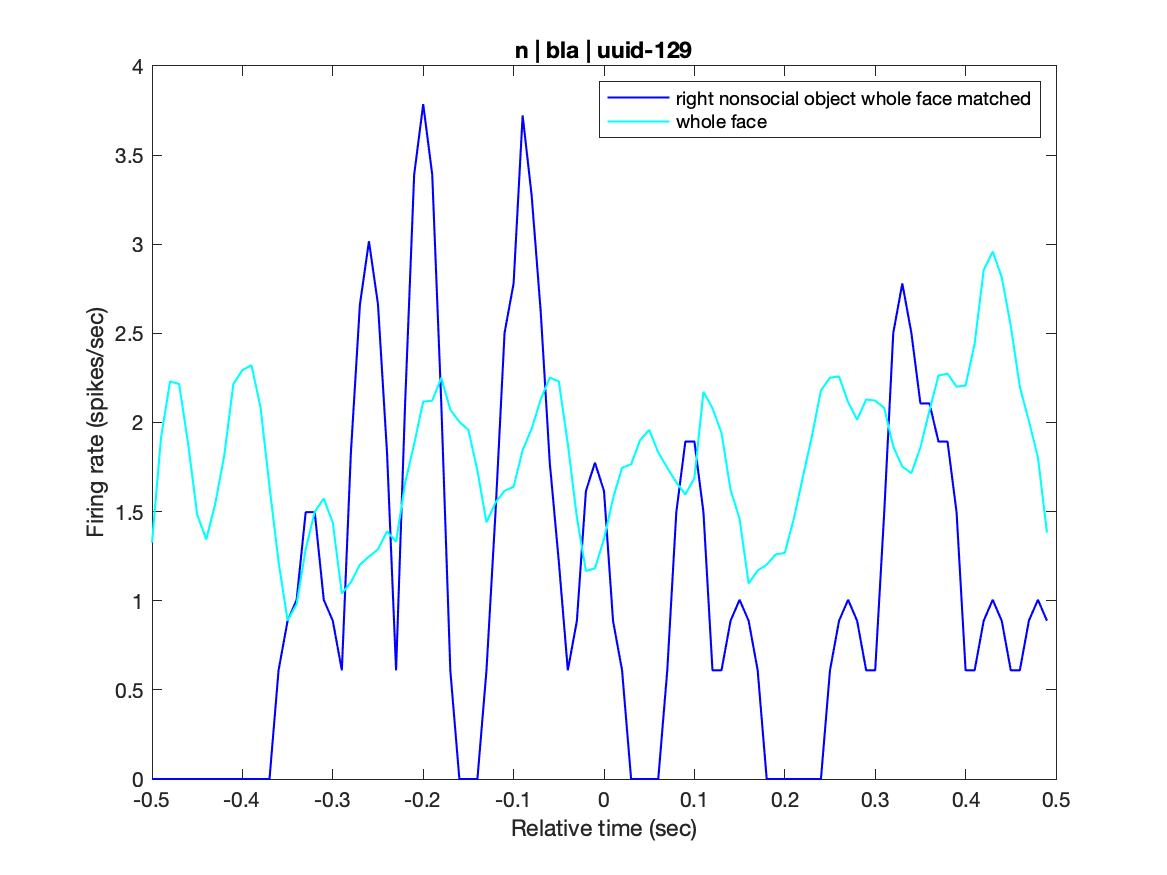 n | bla | uuid-129
right nonsocial object whole face matched
whole face
Firing rate (spikes/sec)
4
3.5
3
2.5
2
1.5
1
0.5
0
-0.5 -0.4 -0.3 -0.2 -0.1 0 0.1 0.2 0.3 0.4 0.5
Relative time (sec)